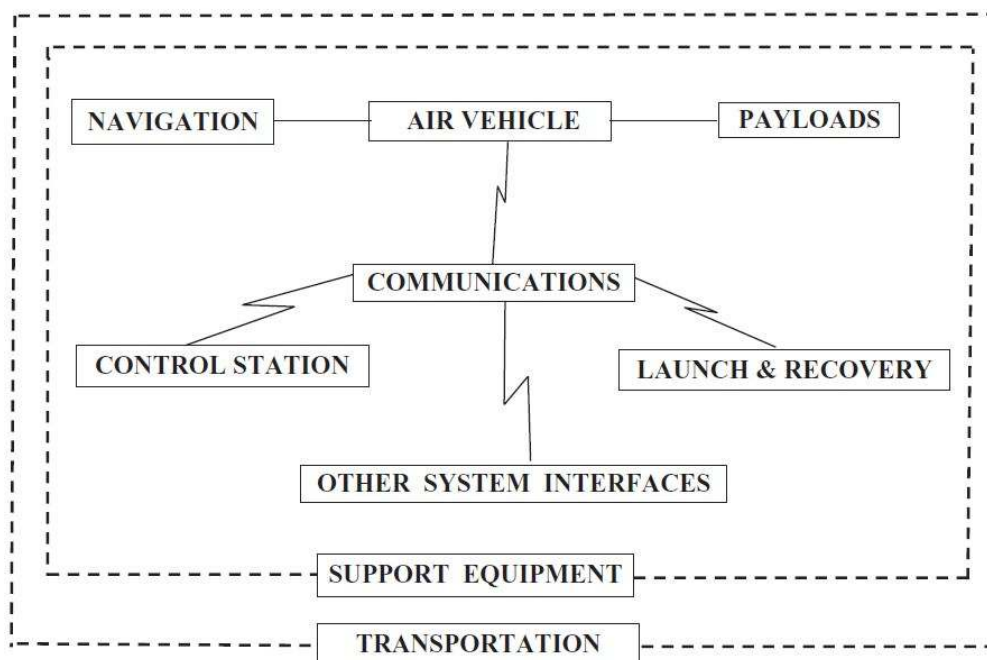 NAVIGATION
AIR VEHICLE
PAYLOADS
COMMUNICATIONS
CONTROL STATION
LAUNCH & RECOVERY
OTHER SYSTEM INTERFACES
SUPPORT EQUIPMENT
TRANSPORTATION